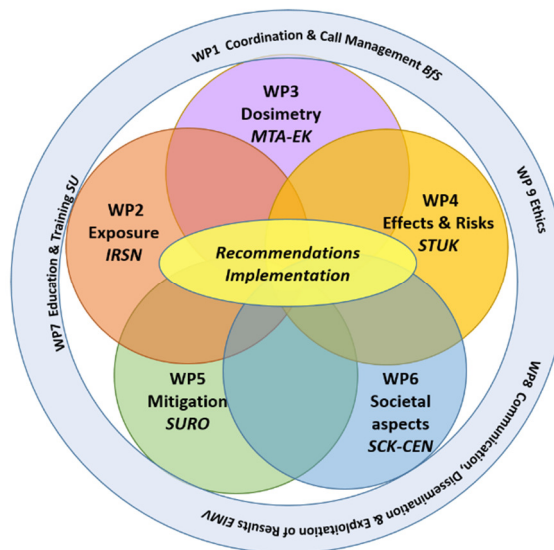 WP1 Coordination & Call Management BfS
WP3
Dosimetry
MTA-EK
WP2
Exposure
IRSN
WP4
Effects & Risks
STUK
Recommendations
Implementation
WP5
Mitigation
SURO
WP6
Societal
aspects
SCK-CEN
WP7 Education & Training SU
WP 9 Ethics
WP8 Communication, Dissemination & Exploitation of Results EIMV